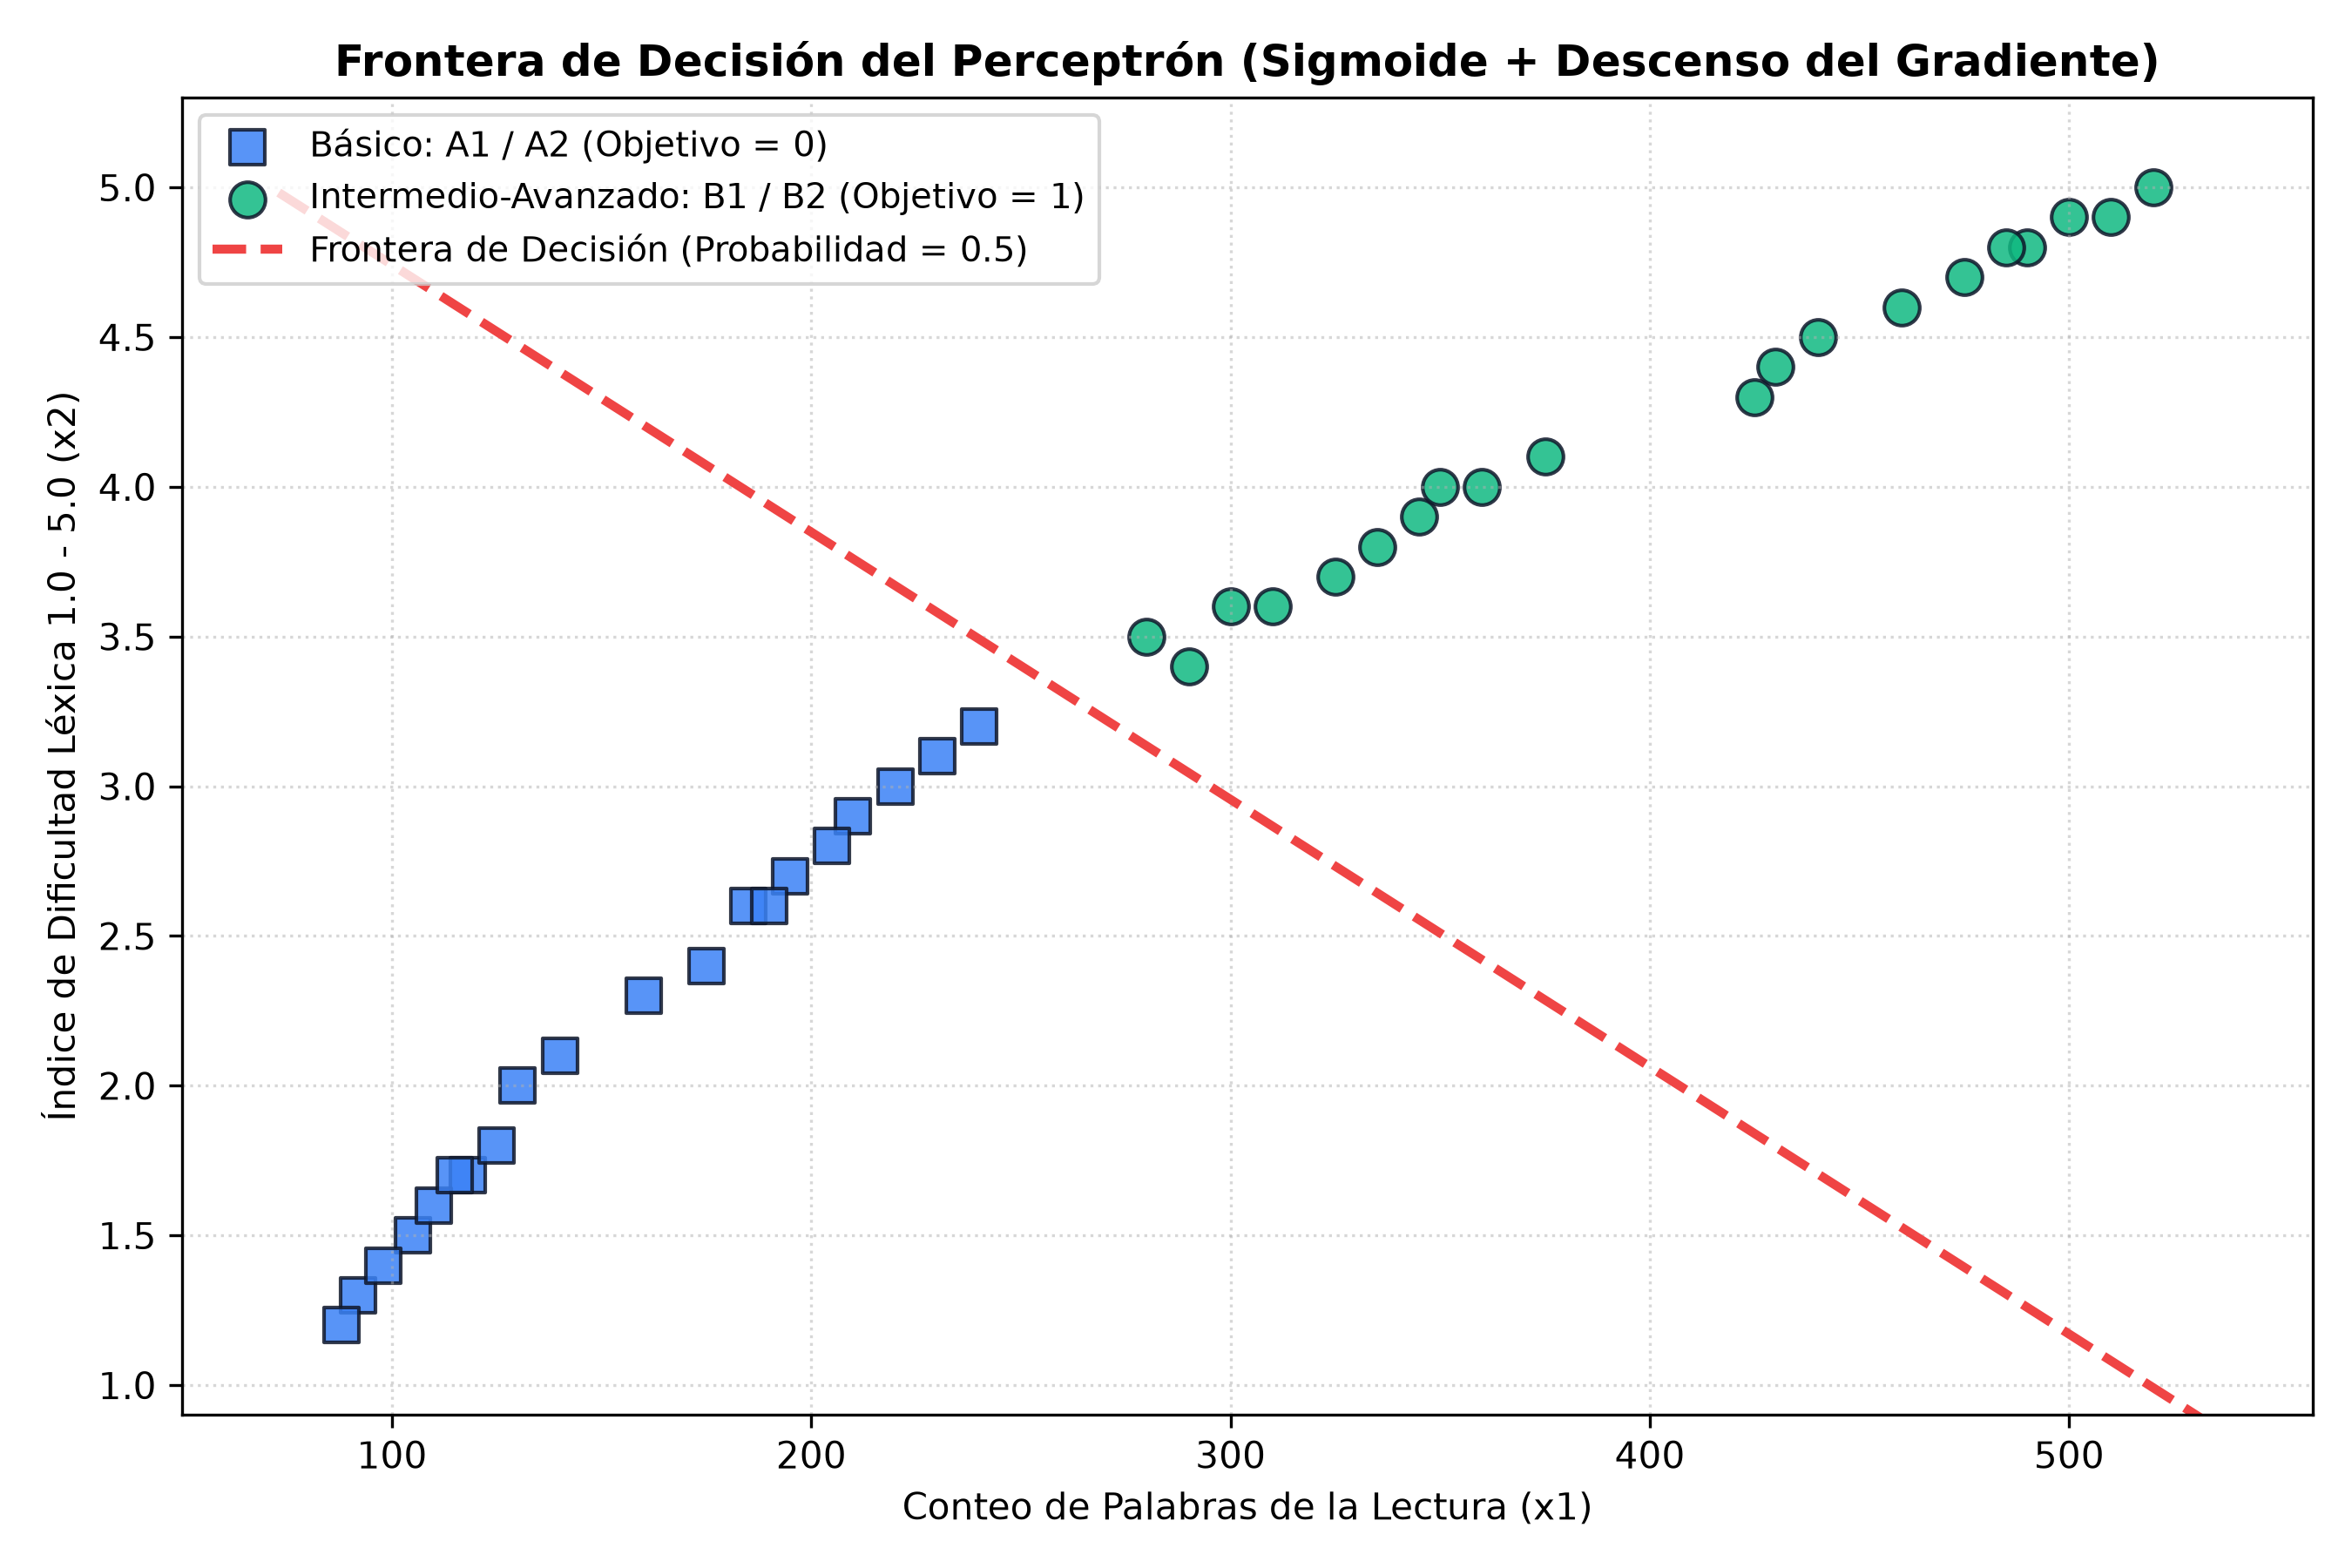 Frontera de Decisión del Perceptrón (Sigmoide + Descenso del Gradiente)
Básico: A1 / A2 (Objetivo = 0)
Intermedio-Avanzado: B1 / B2 (Objetivo = 1)
Frontera de Decisión (Probabilidad = 0.5)
Índice de Dificultad Léxica 1.0 - 5.0 (x2)
5.0
4.5
4.0
3.5
3.0
2.5
2.0
1.5
1.0
100 200 300 400 500
Conteo de Palabras de la Lectura (x1)